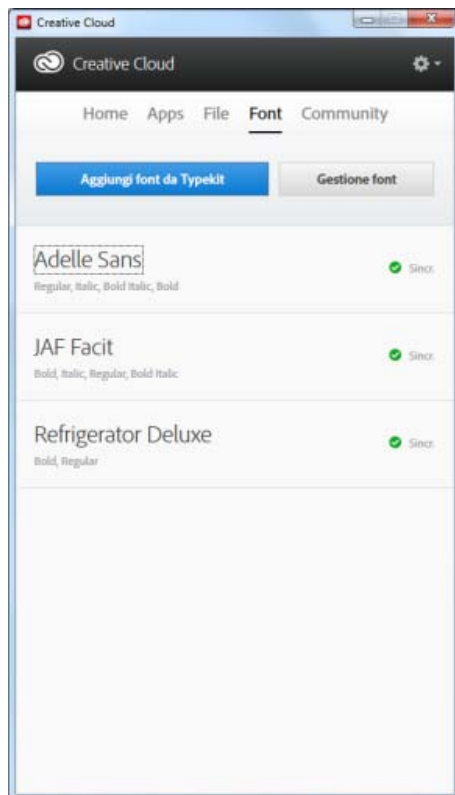 Creative Cloud
Creative Cloud
Home Apps File Font Community
Aggiungi font da Typekit Gestione font
Adelle Sans
Sincr.
Regular, Italic, Bold Italic, Bold
JAF Facit
Sincr.
Bold, Italic, Regular, Bold Italic
Refrigerator Deluxe
Sincr.
Bold, Regular